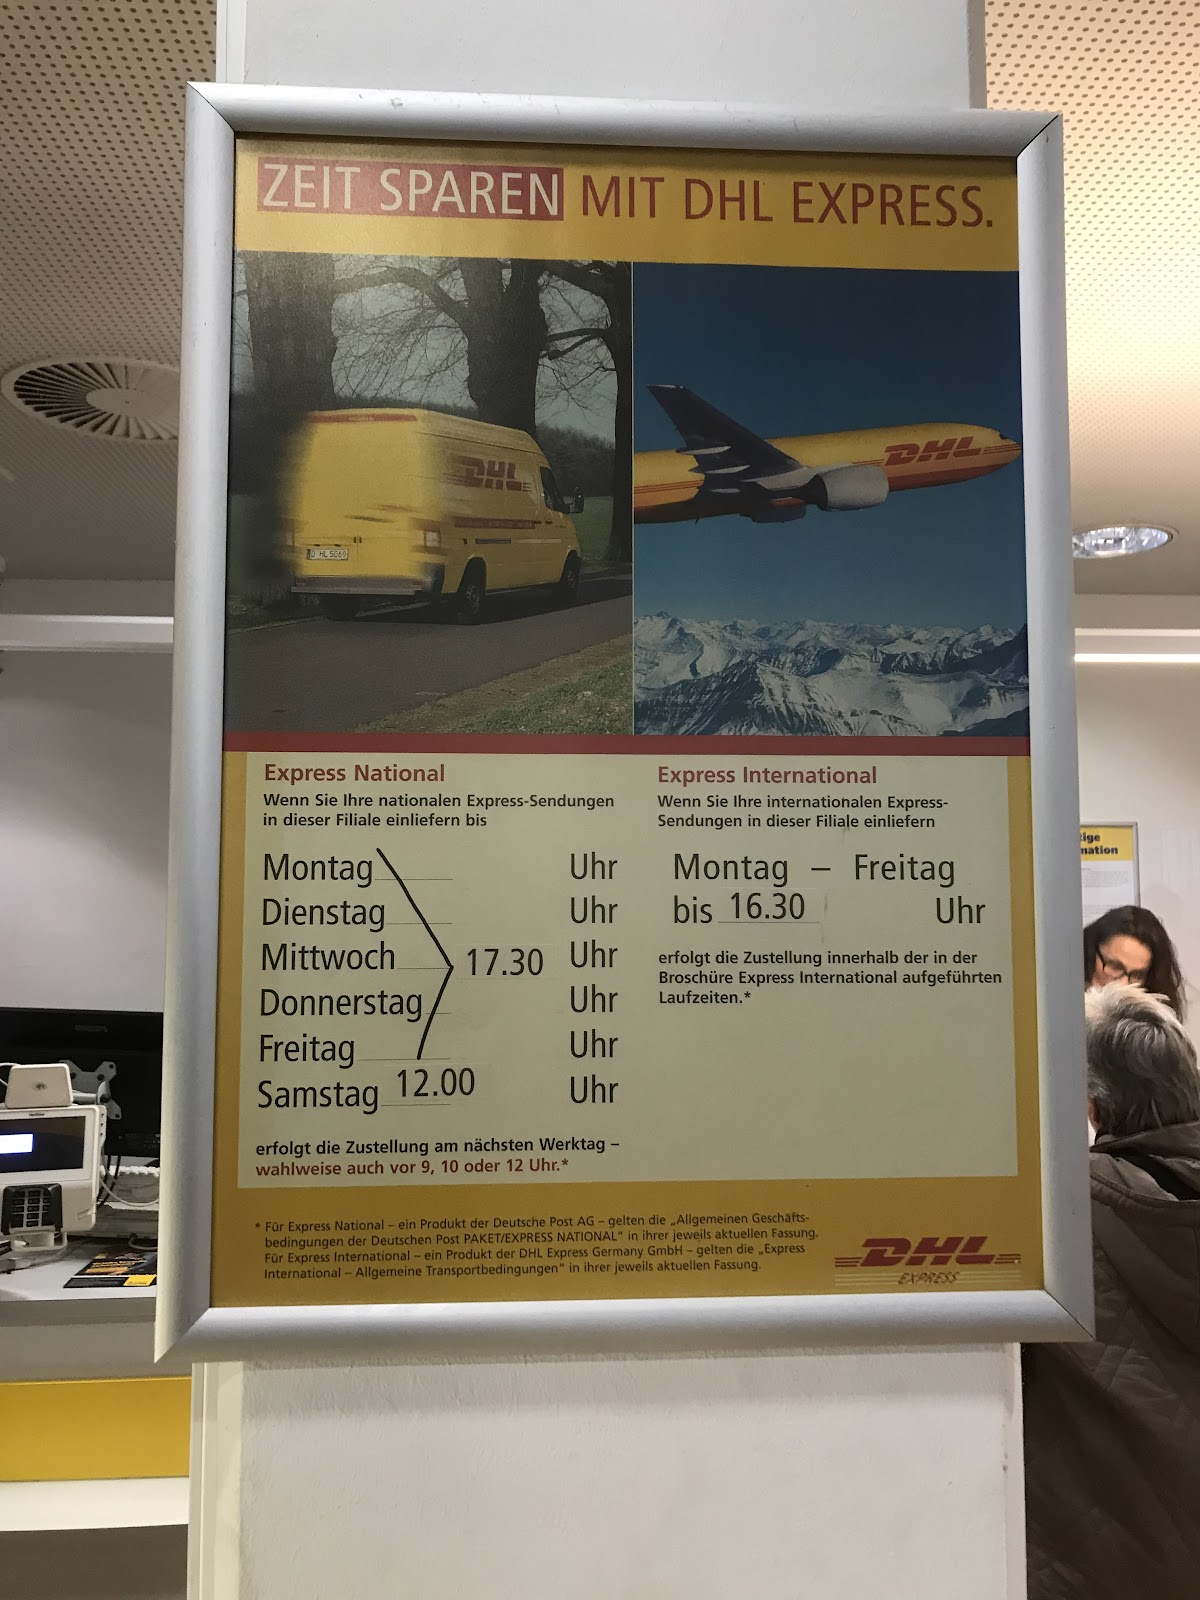 ZEIT SPAREN MIT DHL EXPRESS.
DHL
DHL
Express National
Wenn Sie Ihre nationalen Express-Sendungen
in dieser Filiale einliefern bis
Montag Uhr
Dienstag Uhr
Mittwoch 17.30 Uhr
Donnerstag Uhr
Freitag Uhr
Samstag 12.00 Uhr
erfolgt die Zustellung am nächsten Werktag –
wahlweise auch vor 9, 10 oder 12 Uhr.*
Express International
Wenn Sie Ihre internationalen Express-
Sendungen in dieser Filiale einliefern
Montag – Freitag
bis 16.30 Uhr
erfolgt die Zustellung innerhalb der in der
Broschüre Express International aufgeführten
Laufzeiten.*
* Für Express National – ein Produkt der Deutsche Post AG – gelten die „Allgemeinen Geschäfts-
bedingungen der Deutschen Post PAKET/EXPRESS NATIONAL“ in ihrer jeweils aktuellen Fassung.
Für Express International – ein Produkt der DHL Express Germany GmbH – gelten die „Express
International – Allgemeine Transportbedingungen“ in ihrer jeweils aktuellen Fassung.
DHL
EXPRESS